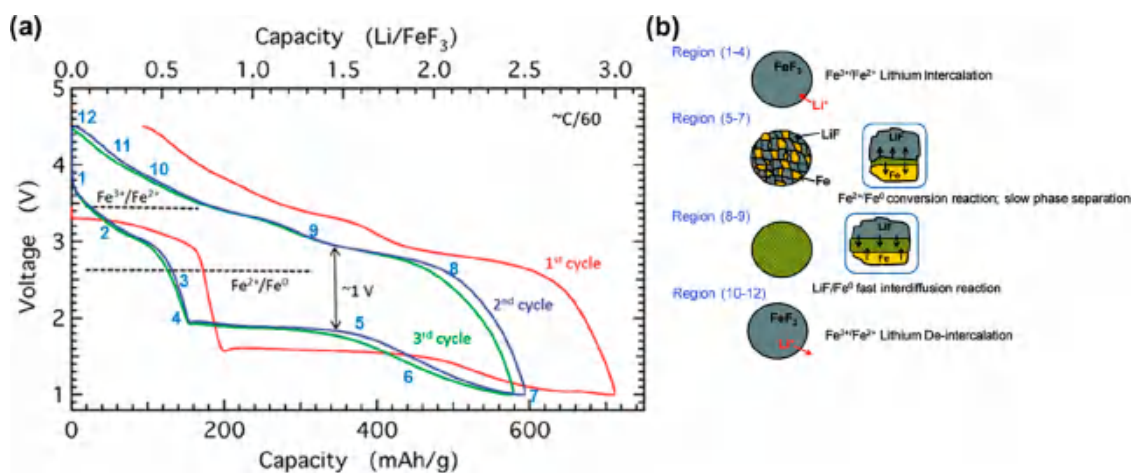 (a)
Capacity (Li/FeF₃)
0.0 0.5 1.0 1.5 2.0 2.5 3.0
5
4
3
2
1
Voltage (V)
~C/60
12
11
10
1
Fe³⁺/Fe²⁺
2
9
8
1ˢᵗ cycle
3
Fe²⁺/Fe⁰
~1 V
2ⁿᵈ cycle
4
5
3ʳᵈ cycle
6
7
0 200 400 600
Capacity (mAh/g)
(b)
Region (1-4)
FeF₃
Li⁺
Fe³⁺/Fe²⁺ Lithium Intercalation
Region (5-7)
LiF
Fe
LiF
Fe
Fe²⁺/Fe⁰ conversion reaction; slow phase separation
Region (8-9)
LiF
Fe
LiF/Fe⁰ fast interdiffusion reaction
Region (10-12)
FeF₃
Li⁺
Fe³⁺/Fe²⁺ Lithium De-intercalation